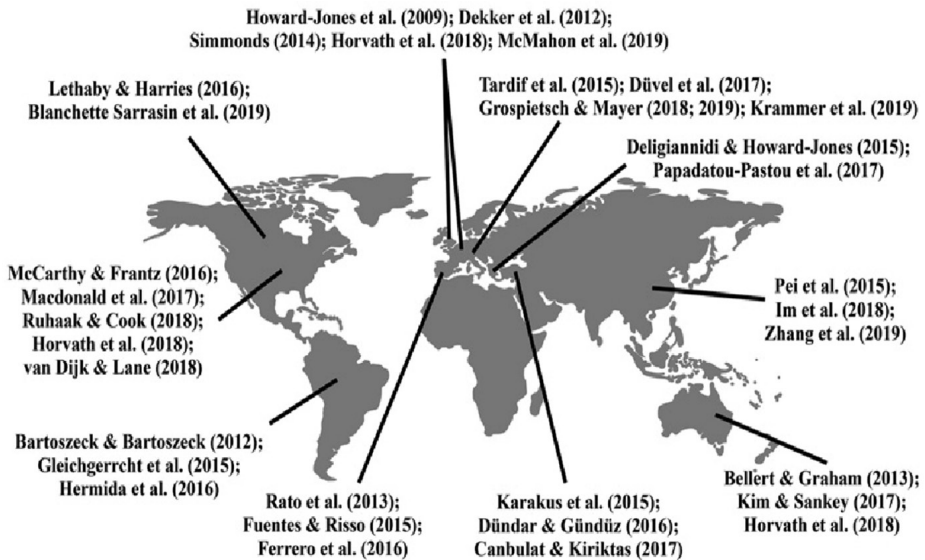 Howard-Jones et al. (2009); Dekker et al. (2012);
Simmonds (2014); Horvath et al. (2018); McMahon et al. (2019)
Lethaby & Harries (2016);
Blanchette Sarrasin et al. (2019)
Tardif et al. (2015); Düvel et al. (2017);
Grospietsch & Mayer (2018; 2019); Krammer et al. (2019)
Deligiannidi & Howard-Jones (2015);
Papadatou-Pastou et al. (2017)
McCarthy & Frantz (2016);
Macdonald et al. (2017);
Ruhaak & Cook (2018);
Horvath et al. (2018);
van Dijk & Lane (2018)
Pei et al. (2015);
Im et al. (2018);
Zhang et al. (2019)
Bartoszeck & Bartoszeck (2012);
Gleichgerrcht et al. (2015);
Hermida et al. (2016)
Rato et al. (2013);
Fuentes & Risso (2015);
Ferrero et al. (2016)
Karakus et al. (2015);
Dündar & Gündüz (2016);
Canbulat & Kiriktas (2017)
Bellert & Graham (2013);
Kim & Sankey (2017);
Horvath et al. (2018)